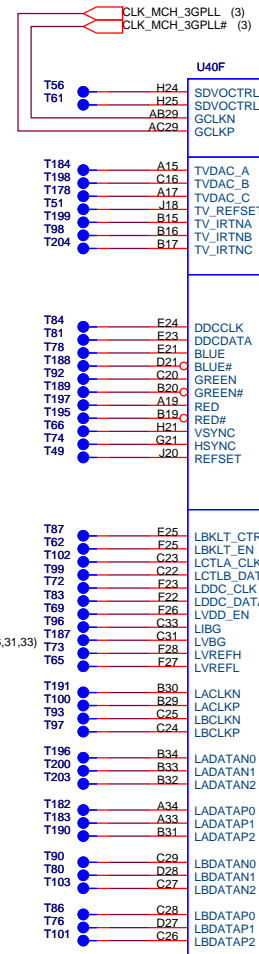 CLK_MCH_3GPLL (3)
CLK_MCH_3GPLL# (3)
U40F
T56 H24 SDVOCTRL
T61 H25 SDVOCTRL
AB29 GCLKN
AC29 GCLKP
T184 A15 TVDAC_A
T198 C16 TVDAC_B
T178 A17 TVDAC_C
T51 J18 TV_REFSET
T199 B15 TV_IRTNA
T98 B16 TV_IRTNB
T204 B17 TV_IRTNC
T84 E24 DDCCLK
T81 E23 DDCDATA
T78 E21 BLUE
T188 D21 BLUE#
T92 C20 GREEN
T189 B20 GREEN#
T197 A19 RED
T195 B19 RED#
T66 H21 VSYNC
T74 G21 HSYNC
T49 J20 REFSET
T87 E25 LBKLT_CTR
T62 F25 LBKLT_EN
T102 C23 LCTLA_CLK
T99 C22 LCTLB_DAT
T72 F23 LDDC_CLK
T83 F22 LDDC_DATA
T69 F26 LVDD_EN
T96 C33 LIBG
T187 C31 LVBG
,31,33)
T73 F28 LVREFH
T65 F27 LVREFL
T191 B30 LACLKN
T100 B29 LACLKP
T93 C25 LBCLKN
T97 C24 LBCLKP
T196 B34 LADATAN0
T200 B33 LADATAN1
T203 B32 LADATAN2
T182 A34 LADATAP0
T183 A33 LADATAP1
T190 B31 LADATAP2
T90 C29 LBDATAN0
T80 D28 LBDATAN1
T103 C27 LBDATAN2
T86 C28 LBDATAP0
T76 D27 LBDATAP1
T101 C26 LBDATAP2